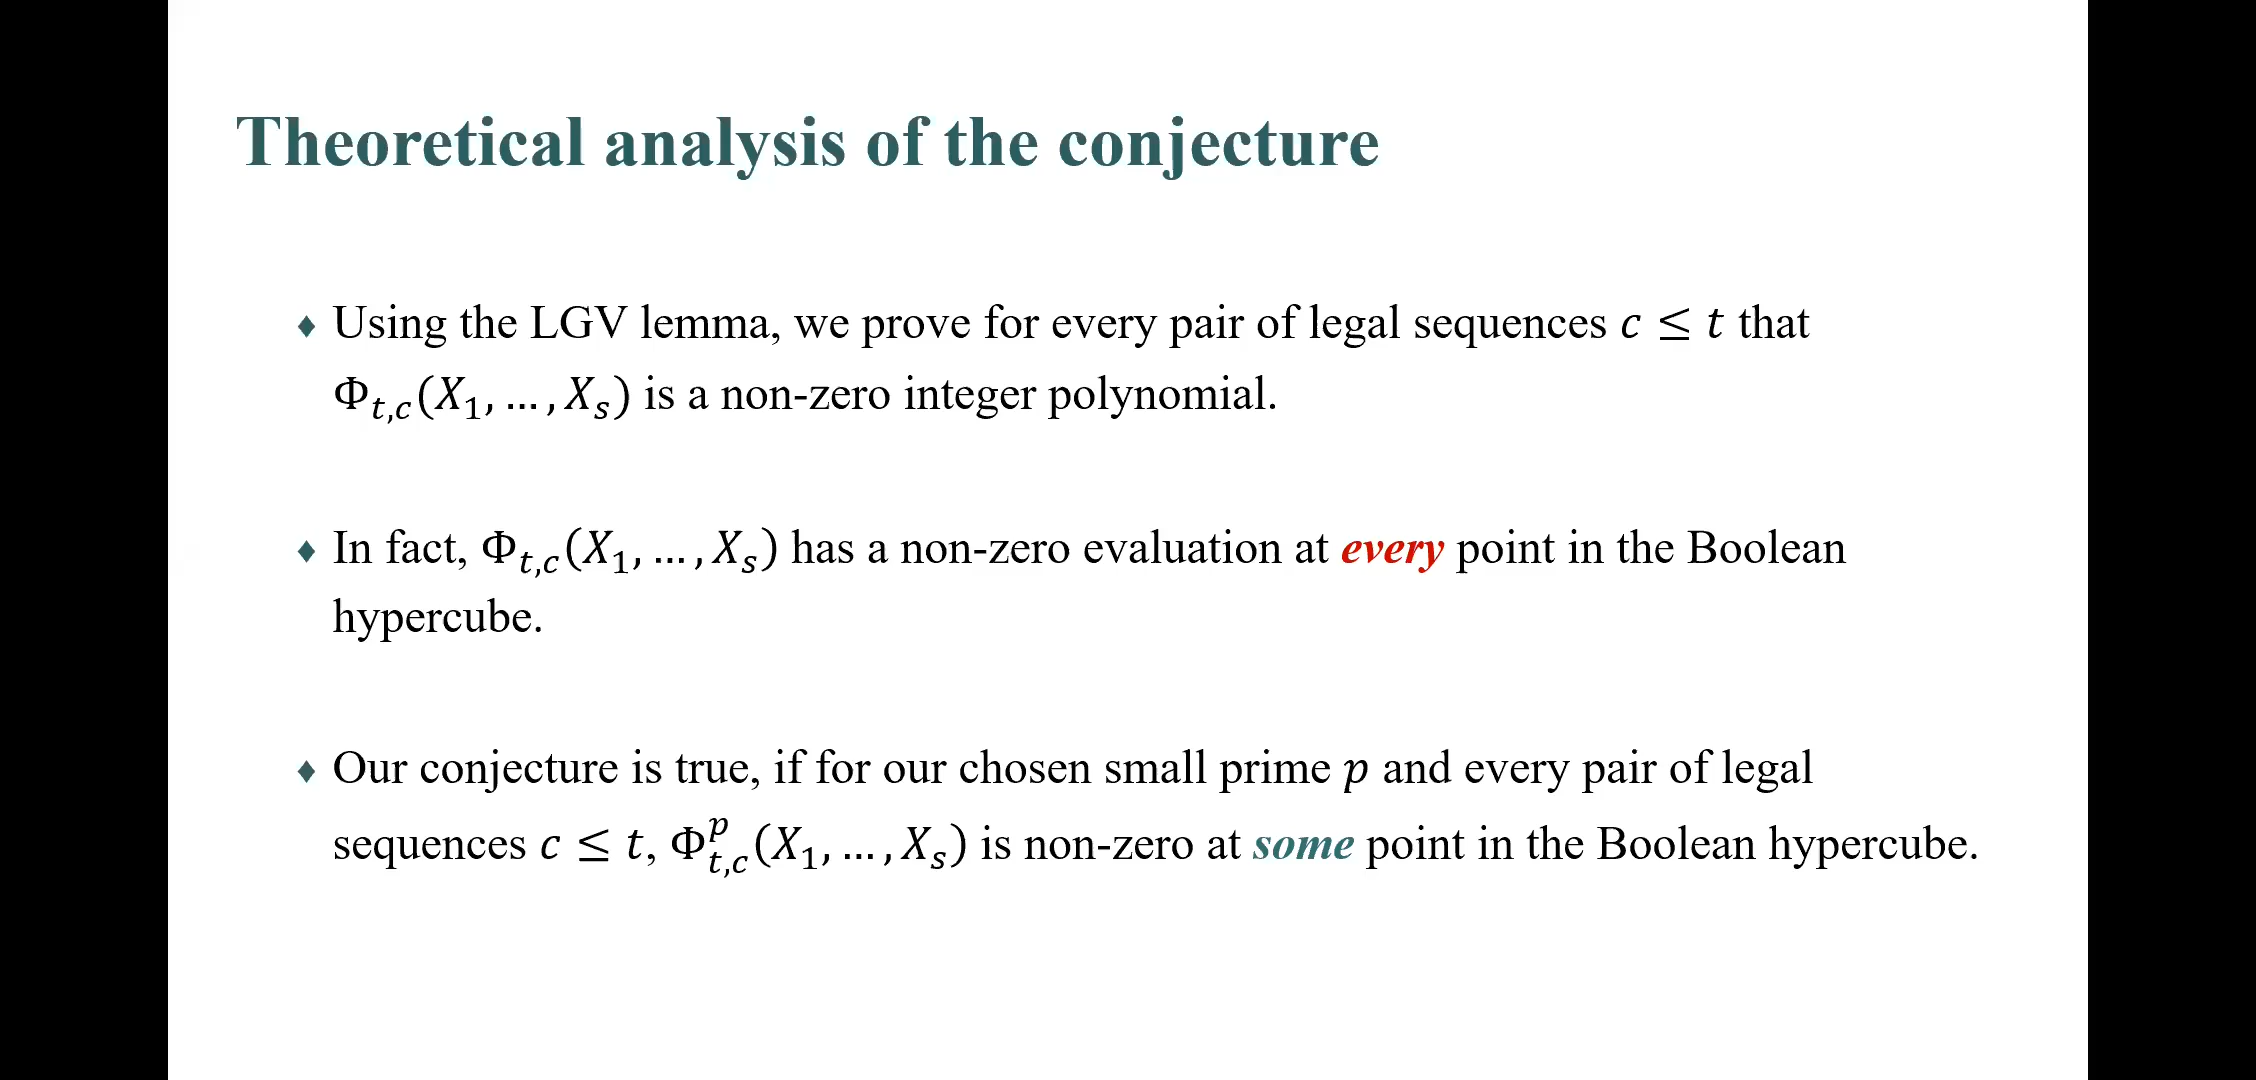 Theoretical analysis of the conjecture
♦ Using the LGV lemma, we prove for every pair of legal sequences 𝑐 ≤ 𝑡 that
Φ_{𝑡,𝑐}(𝑋_1, … , 𝑋_𝑠) is a non-zero integer polynomial.
♦ In fact, Φ_{𝑡,𝑐}(𝑋_1, … , 𝑋_𝑠) has a non-zero evaluation at every point in the Boolean
hypercube.
♦ Our conjecture is true, if for our chosen small prime 𝑝 and every pair of legal
sequences 𝑐 ≤ 𝑡, Φ^𝑝_{𝑡,𝑐}(𝑋_1, … , 𝑋_𝑠) is non-zero at some point in the Boolean hypercube.